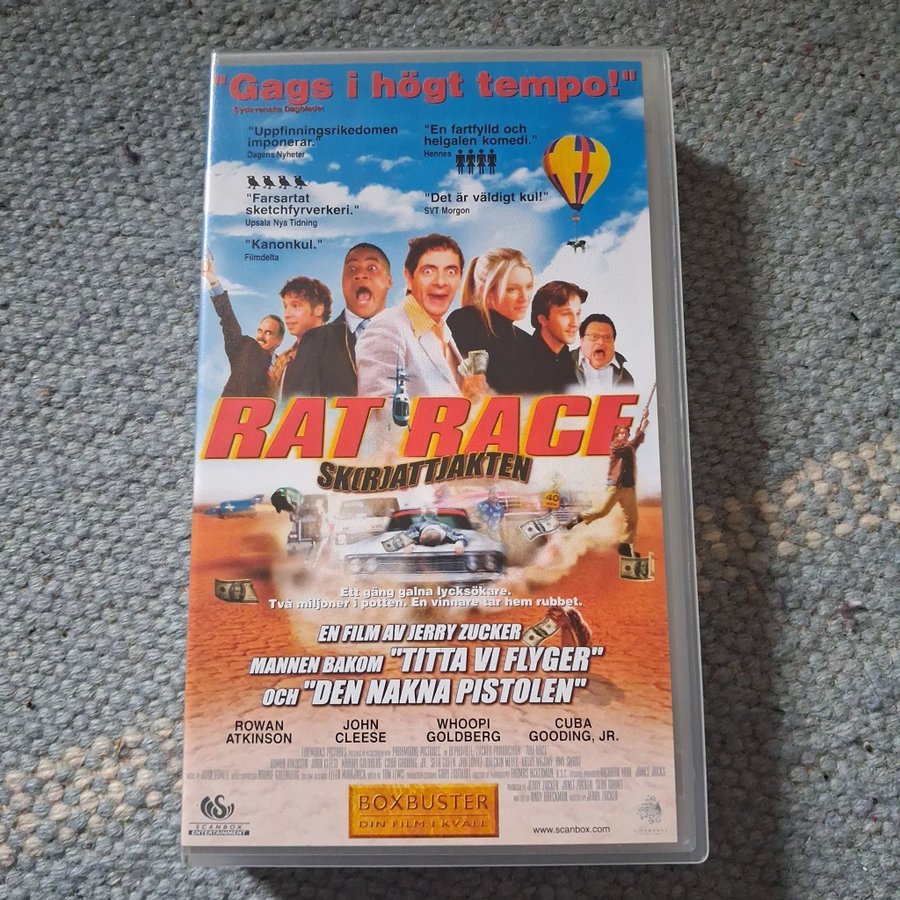 "Gags i högt tempo!"
Sydsvenska Dagbladet
"Uppfinningsrikedomen
imponerar."
Dagens Nyheter
"En fartfylld och
helgalen komedi."
Hennes
"Farsartat
sketchfyrverkeri."
Upsala Nya Tidning
"Det är väldigt kul!"
SVT Morgon
"Kanonkul."
Filmdelta
RAT RACE
SK(R)ATTJAKTEN
40
Ett gäng galna lycksökare.
Två miljoner i potten. En vinnare tar hem rubbet.
EN FILM AV JERRY ZUCKER
MANNEN BAKOM "TITTA VI FLYGER"
OCH "DEN NAKNA PISTOLEN"
ROWAN
ATKINSON
JOHN
CLEESE
WHOOPI
GOLDBERG
CUBA
GOODING, JR.
SCANBOX
ENTERTAINMENT
BOXBUSTER
DIN FILM I KVÄLL
www.scanbox.com